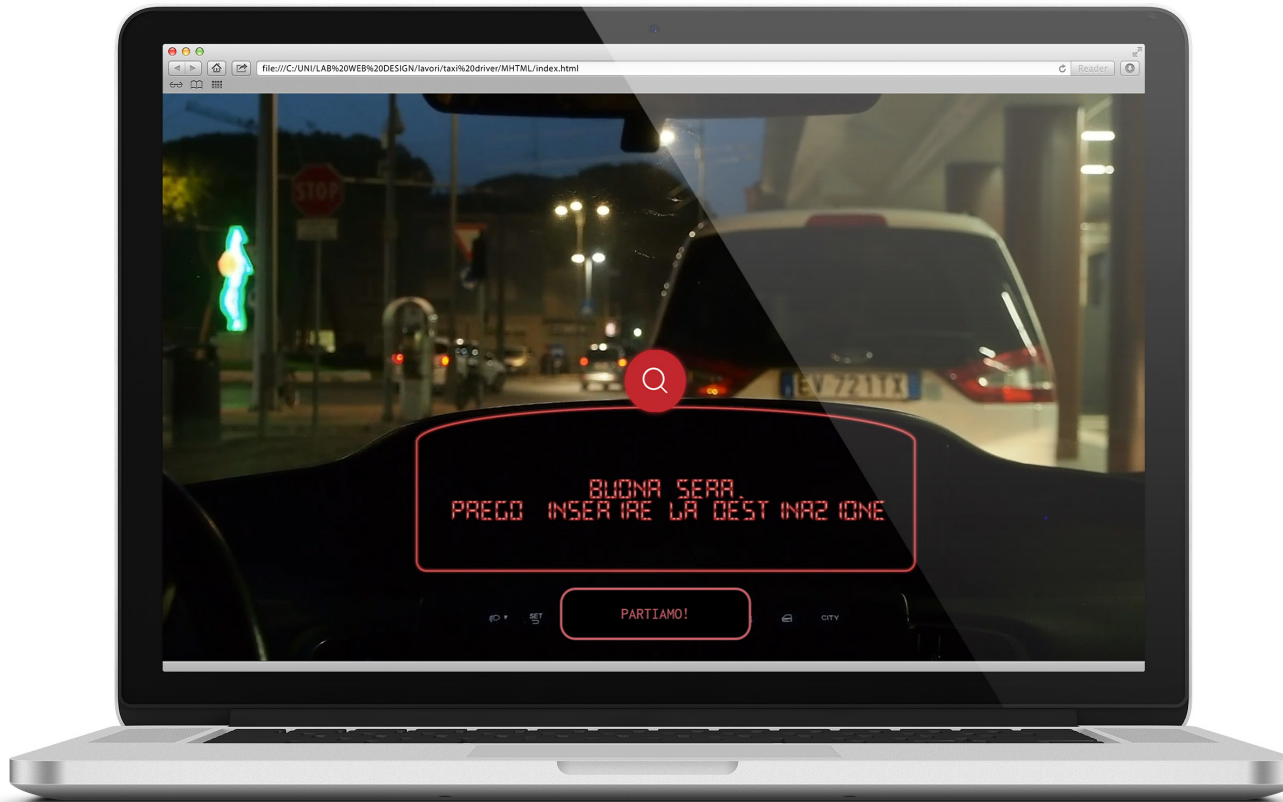 file:///C:/UNI/LAB%20WEB%20DESIGN/lavori/taxi%20driver/MHTML/index.html
Reader
STOP
EV 721TX
BUONA SERA.
PREGO INSERIRE LA DESTINAZIONE
SET
PARTIAMO!
CITY